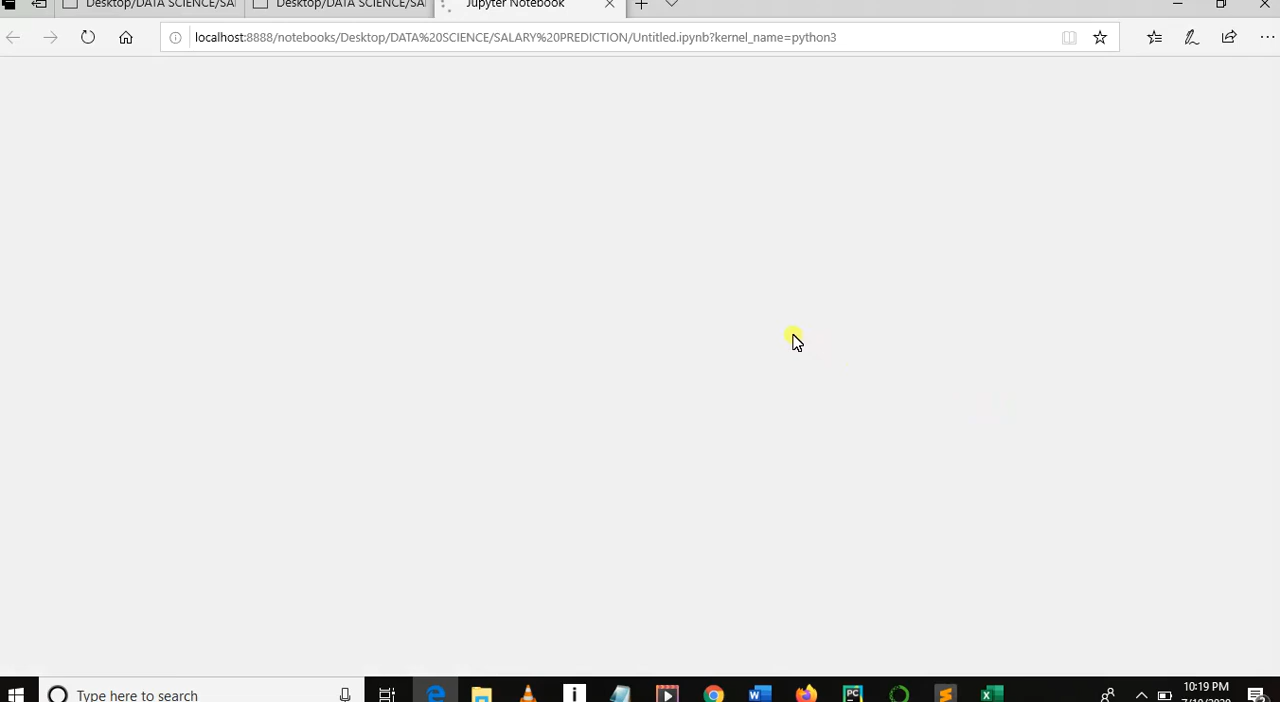 Desktop/DATA SCIENCE/SA
Desktop/DATA SCIENCE/SA
Jupyter Notebook
localhost:8888/notebooks/Desktop/DATA%20SCIENCE/SALARY%20PREDICTION/Untitled.ipynb?kernel_name=python3
Type here to search
PC
10:19 PM